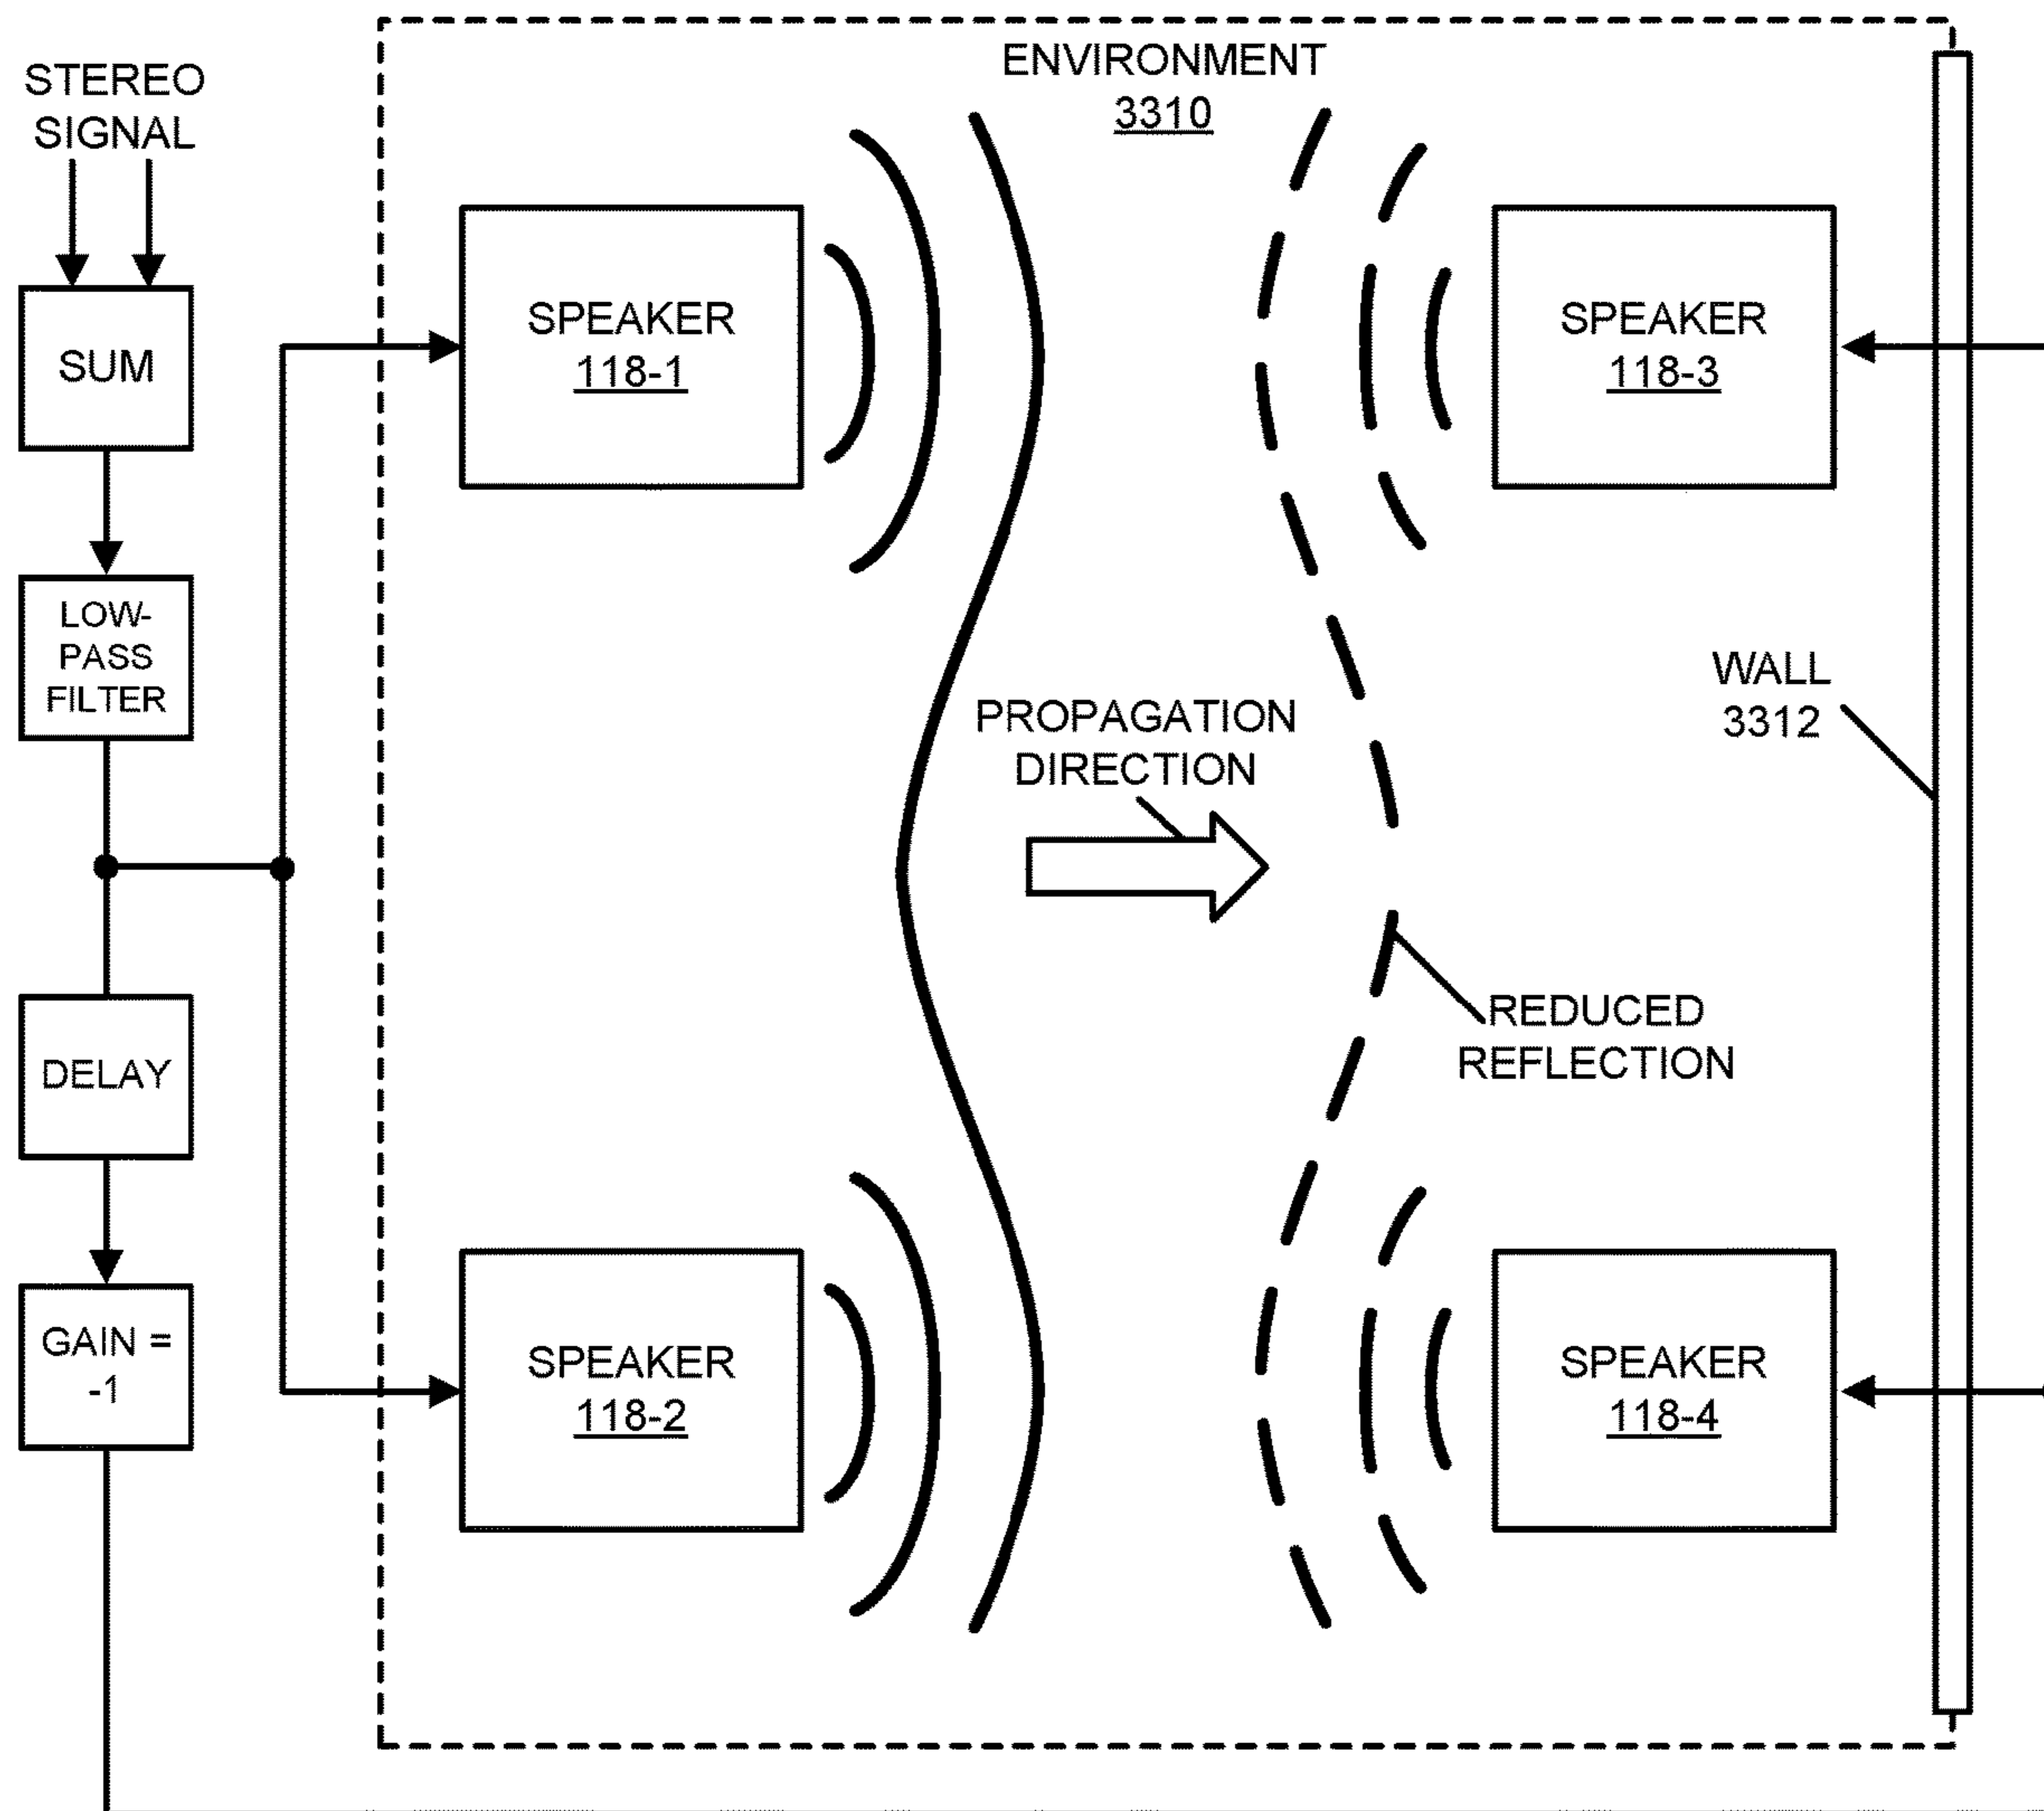 STEREO
SIGNAL
SUM
LOW-
PASS
FILTER
DELAY
GAIN =
-1
ENVIRONMENT
3310
SPEAKER
118-1
SPEAKER
118-3
PROPAGATION
DIRECTION
WALL
3312
REDUCED
REFLECTION
SPEAKER
118-2
SPEAKER
118-4